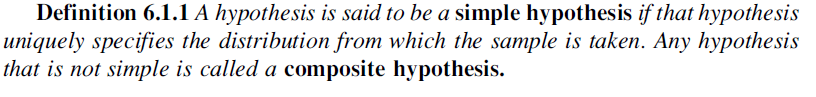 Definition 6.1.1 A hypothesis is said to be a simple hypothesis if that hypothesis
uniquely specifies the distribution from which the sample is taken. Any hypothesis
that is not simple is called a composite hypothesis.